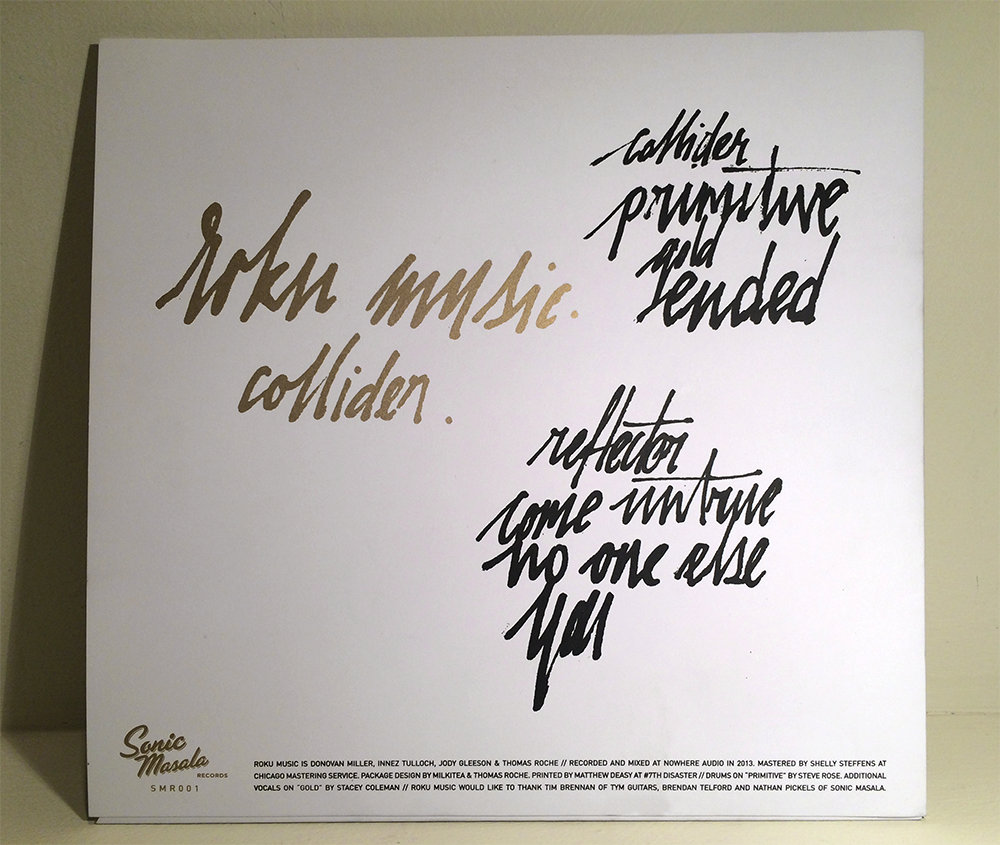 roku music.
collider.
collider
primitive
gold
ended
reflector
come untrue
no one else
you
Sonic
Masala
RECORDS
SMR001
ROKU MUSIC IS DONOVAN MILLER, INNEZ TULLOCH, JODY GLEESON & THOMAS ROCHE // RECORDED AND MIXED AT NOWHERE AUDIO IN 2013. MASTERED BY SHELLY STEFFENS AT
CHICAGO MASTERING SERVICE. PACKAGE DESIGN BY MILKITEA & THOMAS ROCHE. PRINTED BY MATTHEW DEASY AT #7TH DISASTER // DRUMS ON "PRIMITIVE" BY STEVE ROSE. ADDITIONAL
VOCALS ON "GOLD" BY STACEY COLEMAN // ROKU MUSIC WOULD LIKE TO THANK TIM BRENNAN OF TYM GUITARS, BRENDAN TELFORD AND NATHAN PICKELS OF SONIC MASALA.